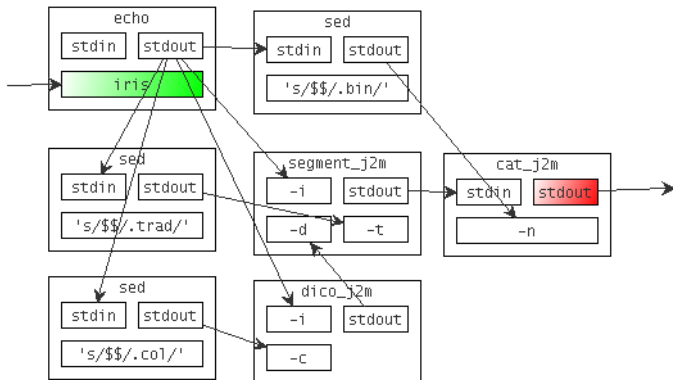 echo
stdin stdout
iris
sed
stdin stdout
's/$$/.bin/'
sed
stdin stdout
's/$$/.trad/'
segment_j2m
-i stdout
-d -t
cat_j2m
stdin stdout
-n
sed
stdin stdout
's/$$/.col/'
dico_j2m
-i stdout
-c